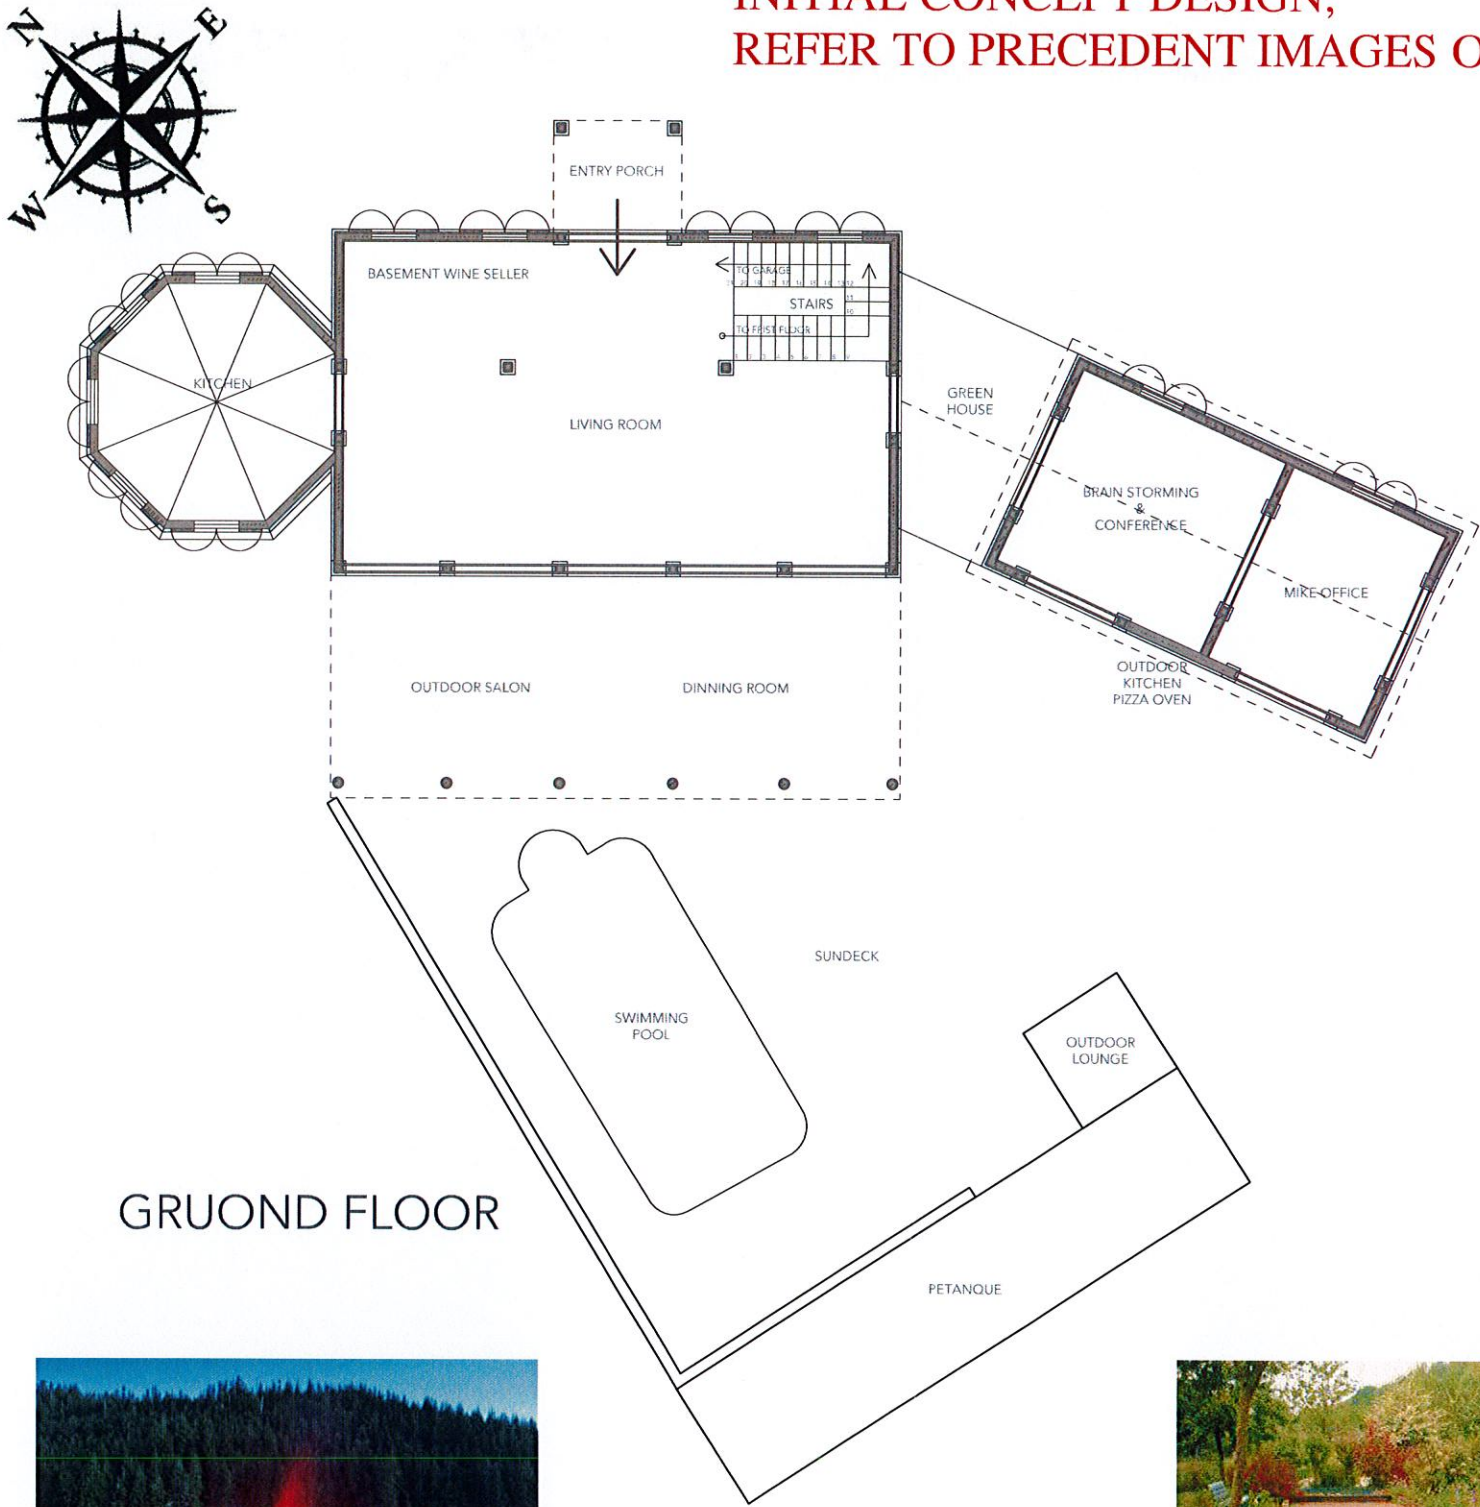 INITIAL CONCEPT DESIGN,
REFER TO PRECEDENT IMAGES O
N
E
W
S
ENTRY PORCH
BASEMENT WINE SELLER
TO GARAGE
STAIRS
TO FEIST FLOOR
KITCHEN
LIVING ROOM
GREEN
HOUSE
BRAIN STORMING
&
CONFERENCE
MIKE OFFICE
OUTDOOR
KITCHEN
PIZZA OVEN
OUTDOOR SALON
DINNING ROOM
SUNDECK
SWIMMING
POOL
OUTDOOR
LOUNGE
PETANQUE
GRUOND FLOOR